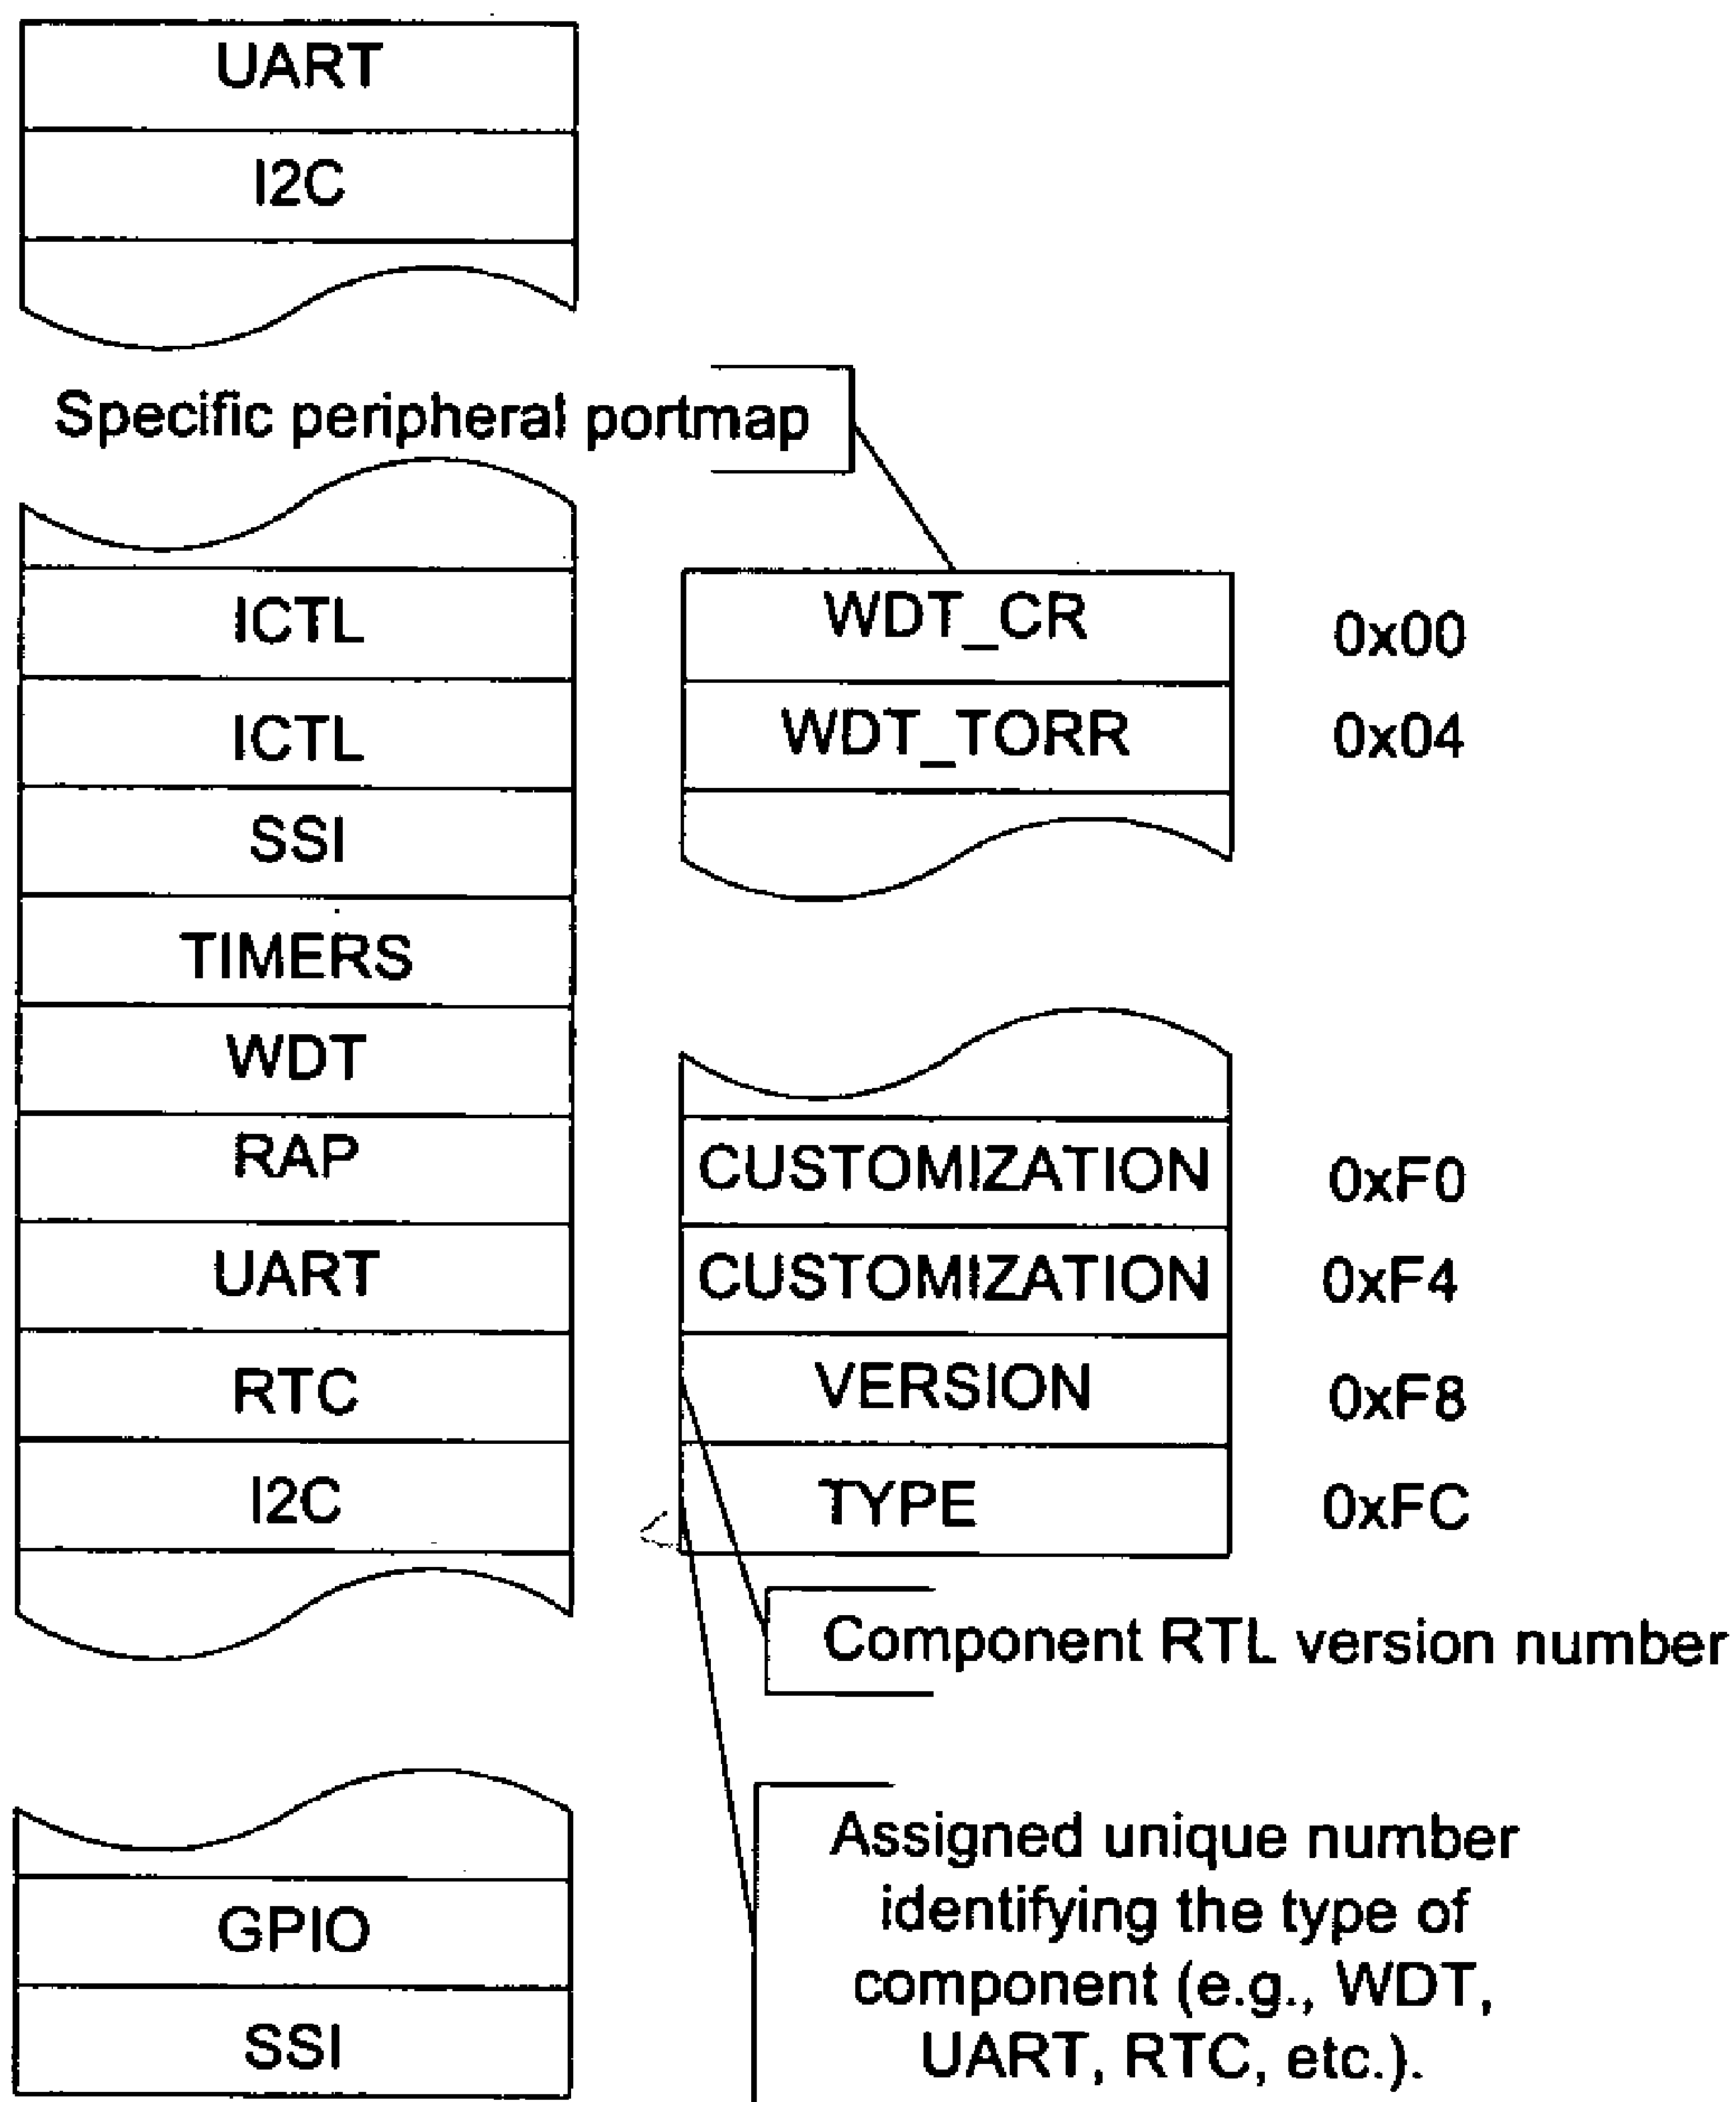 UART
I2C
Specific peripheral portmap
ICTL
ICTL
SSI
TIMERS
WDT
RAP
UART
RTC
I2C
GPIO
SSI
WDT_CR 0x00
WDT_TORR 0x04
CUSTOMIZATION 0xF0
CUSTOMIZATION 0xF4
VERSION 0xF8
TYPE 0xFC
Component RTL version number
Assigned unique number
identifying the type of
component (e.g., WDT,
UART, RTC, etc.).